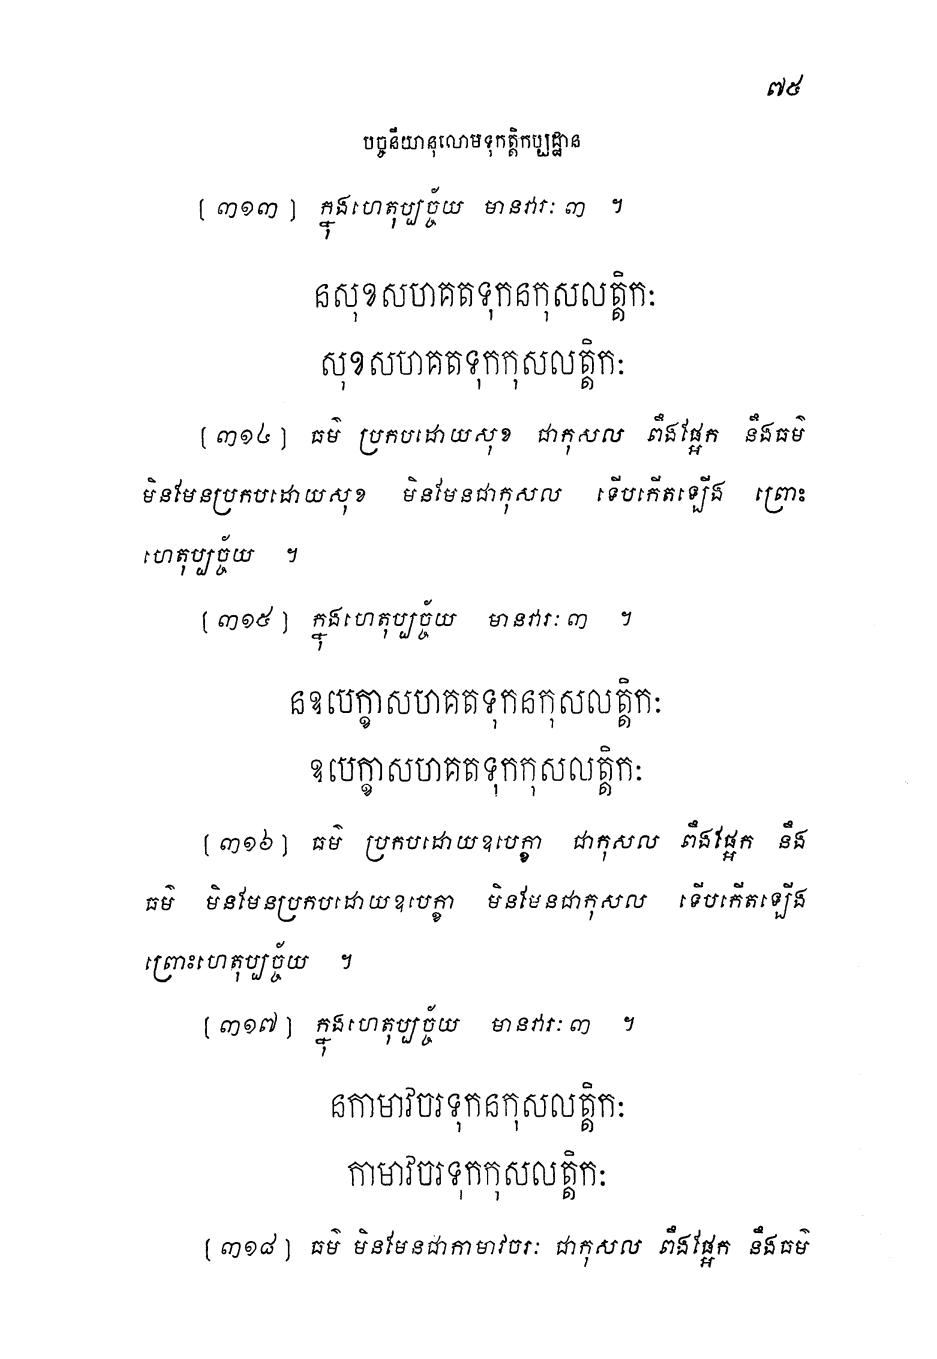 ៧៥
បច្ចនីយានុលោមទុកត្តិកប្បដ្ឋាន
[ ៣១៣ ] ក្នុងហេតុប្បច្ច័យ មានវារៈ ៣ ។
នសុខសហគតទុកនកុសលត្តិកៈ
សុខសហគតទុកកុសលត្តិកៈ
[ ៣១៤ ] ធម៌ ប្រកបដោយសុខ ជាកុសល ពឹងផ្អែក នឹងធម៌
មិនមែនប្រកបដោយសុខ មិនមែនជាកុសល ទើបកើតឡើង ព្រោះ
ហេតុប្បច្ច័យ ។
[ ៣១៥ ] ក្នុងហេតុប្បច្ច័យ មានវារៈ ៣ ។
នឧបេក្ខាសហគតទុកនកុសលត្តិកៈ
ឧបេក្ខាសហគតទុកកុសលត្តិកៈ
[ ៣១៦ ] ធម៌ ប្រកបដោយឧបេក្ខា ជាកុសល ពឹងផ្អែក នឹង
ធម៌ មិនមែនប្រកបដោយឧបេក្ខា មិនមែនជាកុសល ទើបកើតឡើង
ព្រោះហេតុប្បច្ច័យ ។
[ ៣១៧ ] ក្នុងហេតុប្បច្ច័យ មានវារៈ ៣ ។
នកាមាវចរទុកនកុសលត្តិកៈ
កាមាវចរទុកកុសលត្តិកៈ
[ ៣១៨ ] ធម៌ មិនមែនជាកាមាវចរៈ ជាកុសល ពឹងផ្អែក នឹងធម៌